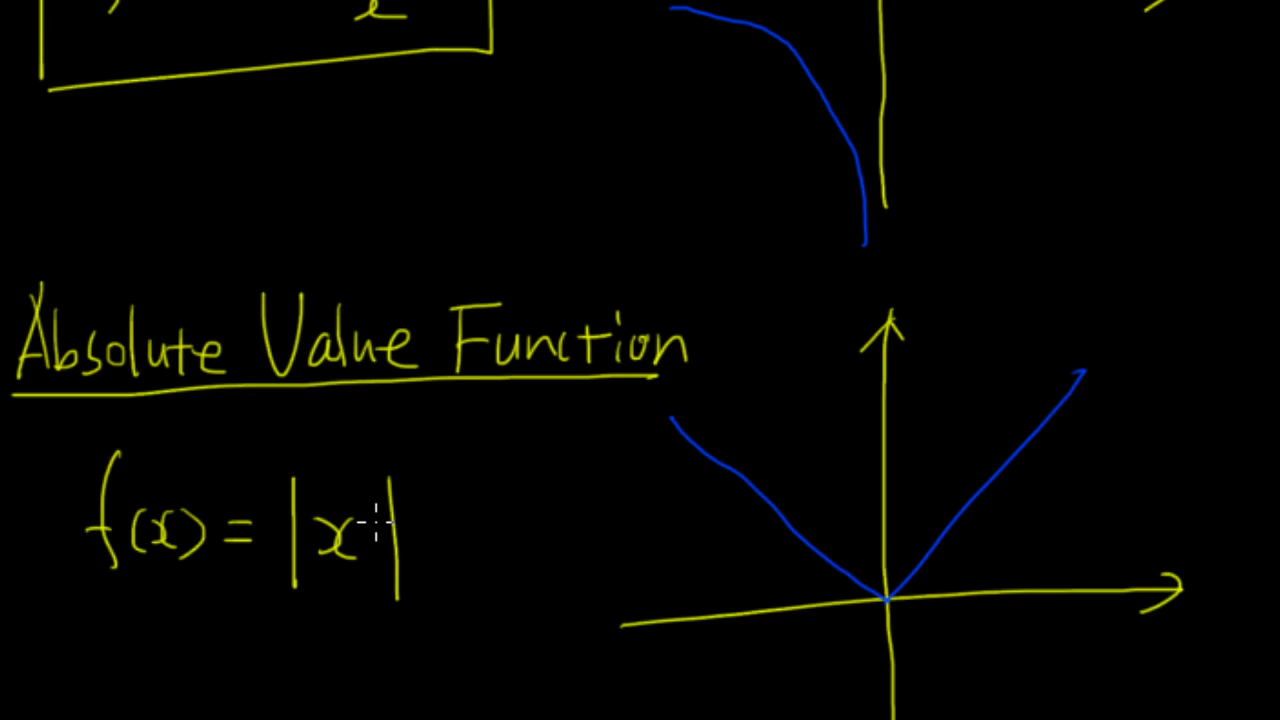 x
Absolute Value Function
f(x) = |x|